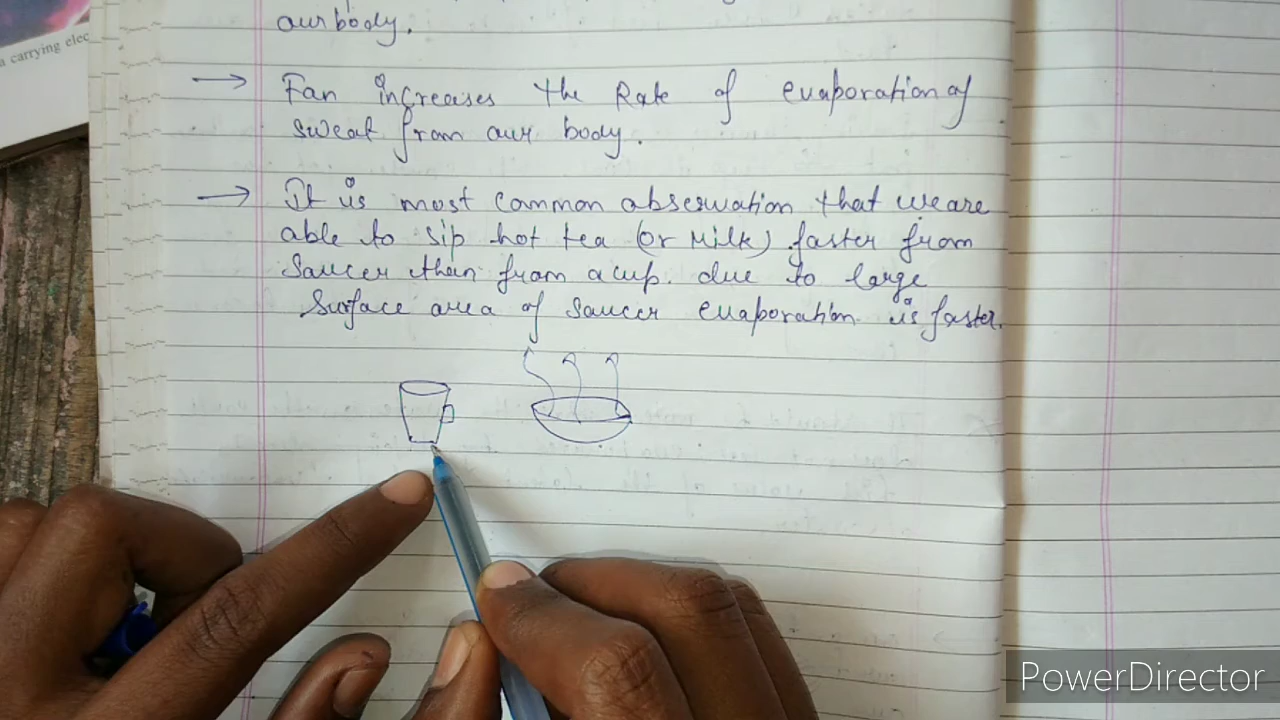 a carrying elec
our body.
→ Fan increases the Rate of evaporation of
sweat from our body.
→ It is most common observation that we are
able to sip hot tea (or Milk) faster from
saucer than from a cup. due to large
surface area of saucer evaporation is faster.
PowerDirector